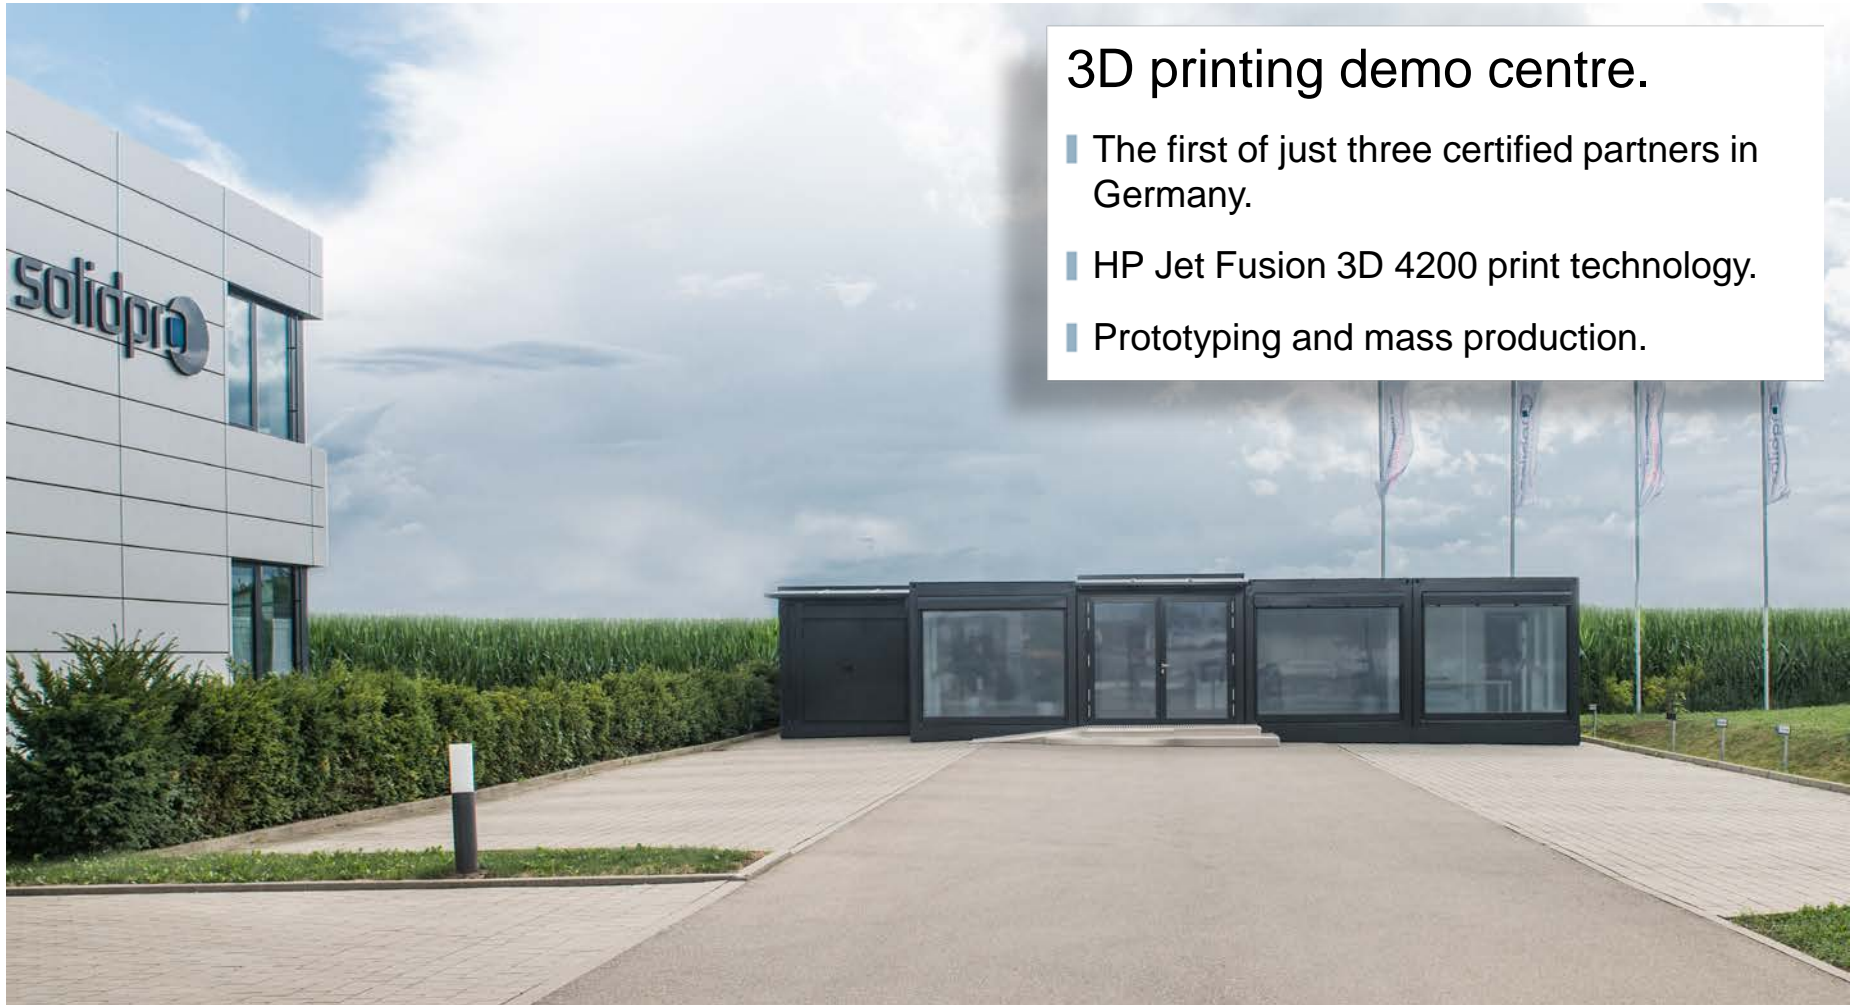 solidpro
3D printing demo centre.
The first of just three certified partners in
Germany.
HP Jet Fusion 3D 4200 print technology.
Prototyping and mass production.
solidpro